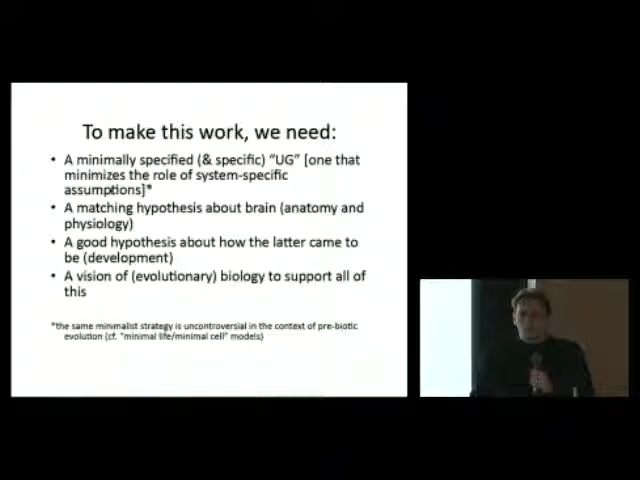 To make this work, we need:
• A minimally specified (& specific) “UG” [one that
minimizes the role of system-specific
assumptions]*
• A matching hypothesis about brain (anatomy and
physiology)
• A good hypothesis about how the latter came to
be (development)
• A vision of (evolutionary) biology to support all of
this
*the same minimalist strategy is uncontroversial in the context of pre-biotic
evolution (cf. “minimal life/minimal cell” models)